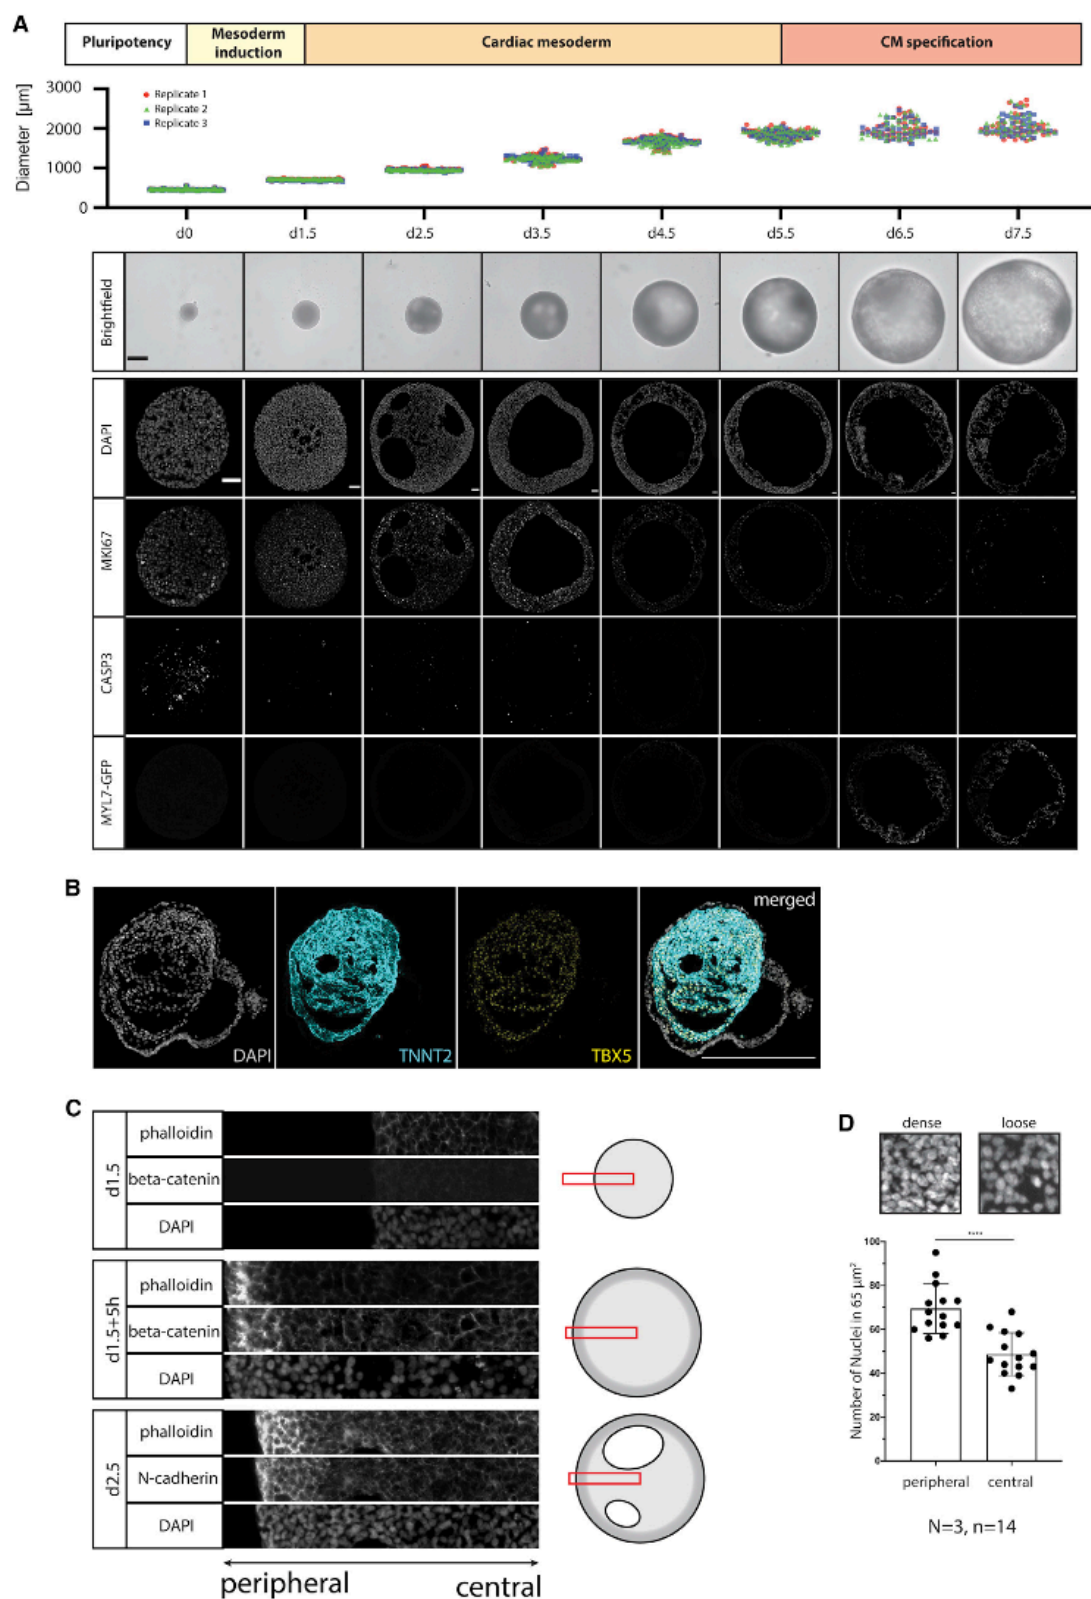 A
Pluripotency
Mesoderm
induction
Cardiac mesoderm
CM specification
Diameter [µm]
3000
2000
1000
0
Replicate 1
Replicate 2
Replicate 3
d0 d1.5 d2.5 d3.5 d4.5 d5.5 d6.5 d7.5
Brightfield
DAPI
MKI67
CASP3
MYL7-GFP
B
DAPI
TNNT2
TBX5
merged
C
d1.5
phalloidin
beta-catenin
DAPI
d1.5+5h
phalloidin
beta-catenin
DAPI
d2.5
phalloidin
N-cadherin
DAPI
peripheral central
D
dense loose
****
Number of Nuclei in 65 µm²
100
80
60
40
20
0
peripheral central
N=3, n=14